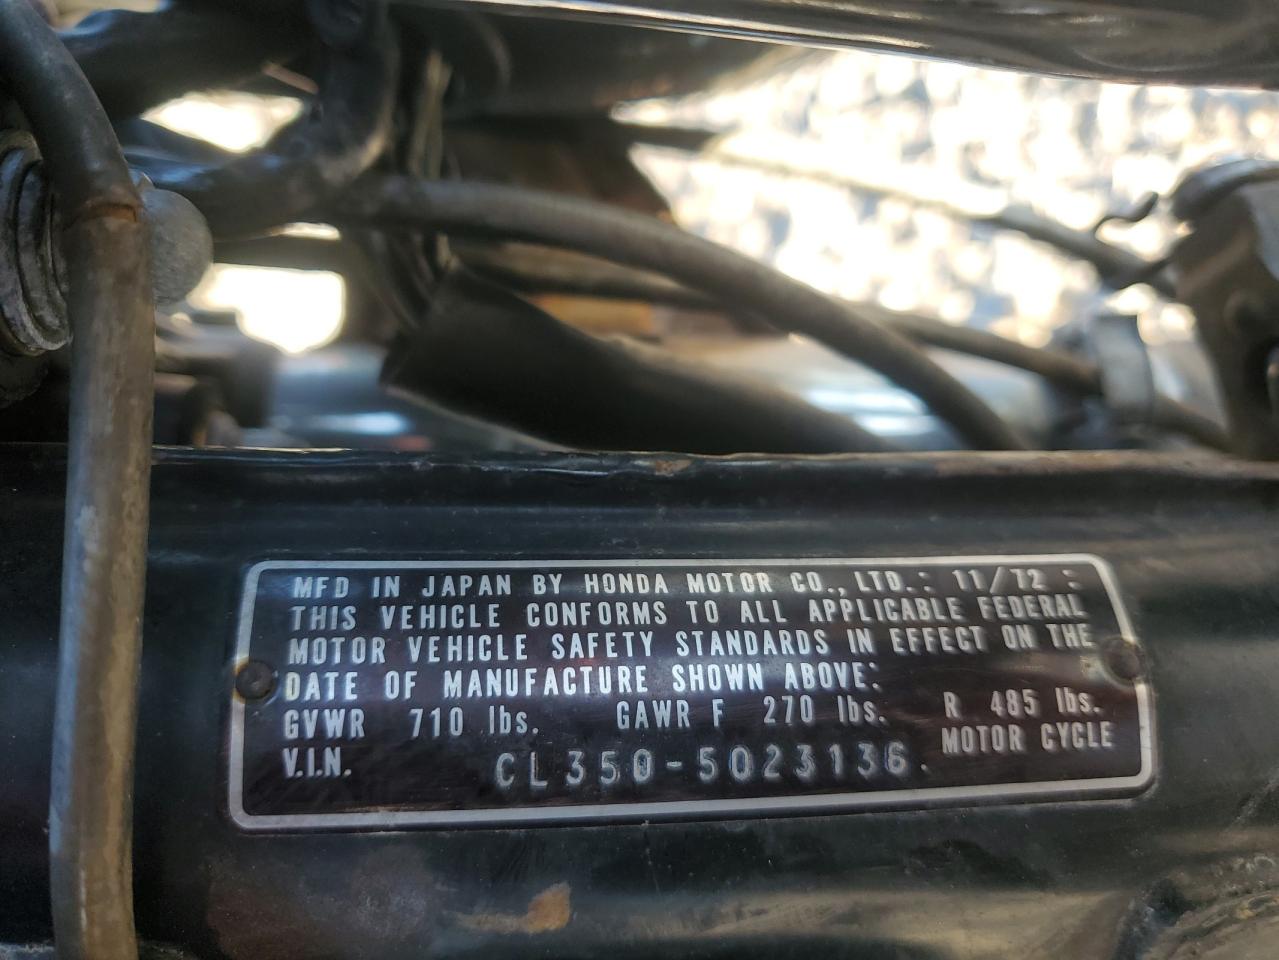 MFD IN JAPAN BY HONDA MOTOR CO., LTD.: 11/72 :
THIS VEHICLE CONFORMS TO ALL APPLICABLE FEDERAL
MOTOR VEHICLE SAFETY STANDARDS IN EFFECT ON THE
DATE OF MANUFACTURE SHOWN ABOVE:
GVWR 710 lbs. GAWR F 270 lbs. R 485 lbs.
V.I.N. CL350-5023136. MOTOR CYCLE